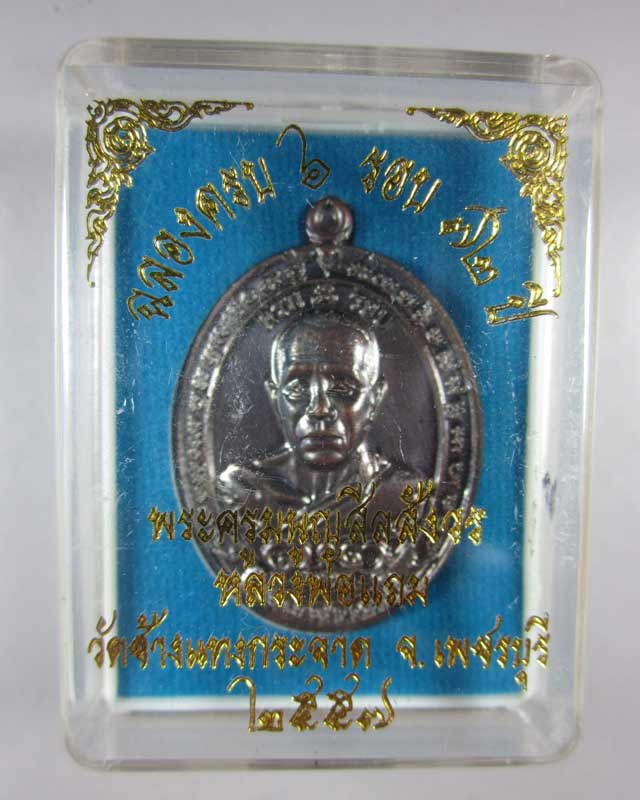 ฉลองครบ ๖ รอบ ๗๒ ปี
พระครูมนูญสีลสังวร
หลวงพ่อแถม
วัดช้างแทงกระจาด จ.เพชรบุรี
๒๕๕๗